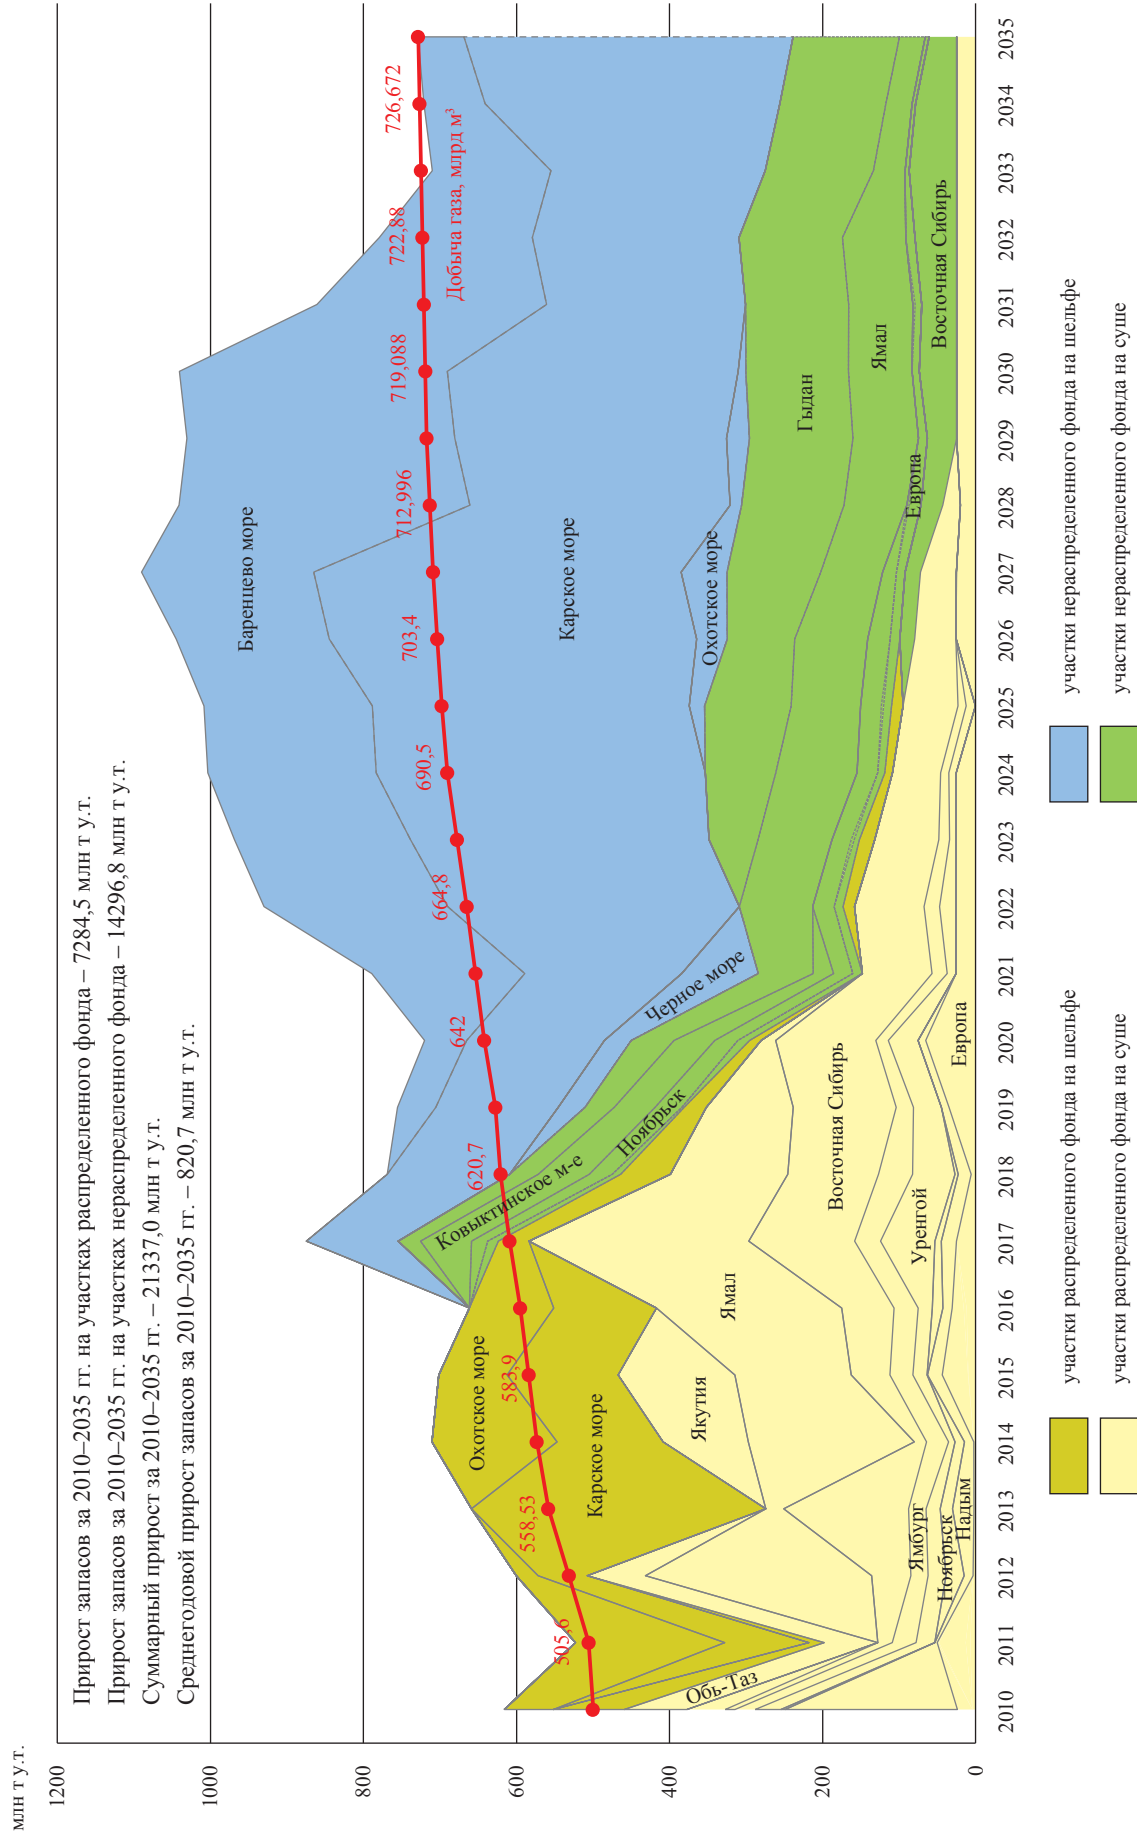 млн т у.т.
Прирост запасов за 2010–2035 гг. на участках распределенного фонда – 7284,5 млн т у.т.
Прирост запасов за 2010–2035 гг. на участках нераспределенного фонда – 14296,8 млн т у.т.
Суммарный прирост за 2010–2035 гг. – 21337,0 млн т у.т.
Среднегодовой прирост запасов за 2010–2035 гг. – 820,7 млн т у.т.
1200
1000
800
600
400
200
0
505,6
558,53
583,9
620,7
642
664,8
690,5
703,4
712,996
719,088
722,88
726,672
Добыча газа, млрд м³
Баренцево море
Карское море
Охотское море
Черное море
Гыдан
Ямал
Европа
Восточная Сибирь
Ковыктинское м-е
Ноябрьск
Охотское море
Карское море
Якутия
Ямал
Восточная Сибирь
Уренгой
Европа
Обь-Таз
Ямбург
Ноябрьск
Надым
2010 2011 2012 2013 2014 2015 2016 2017 2018 2019 2020 2021 2022 2023 2024 2025 2026 2027 2028 2029 2030 2031 2032 2033 2034 2035
участки распределенного фонда на шельфе
участки нераспределенного фонда на шельфе
участки распределенного фонда на суше
участки нераспределенного фонда на суше